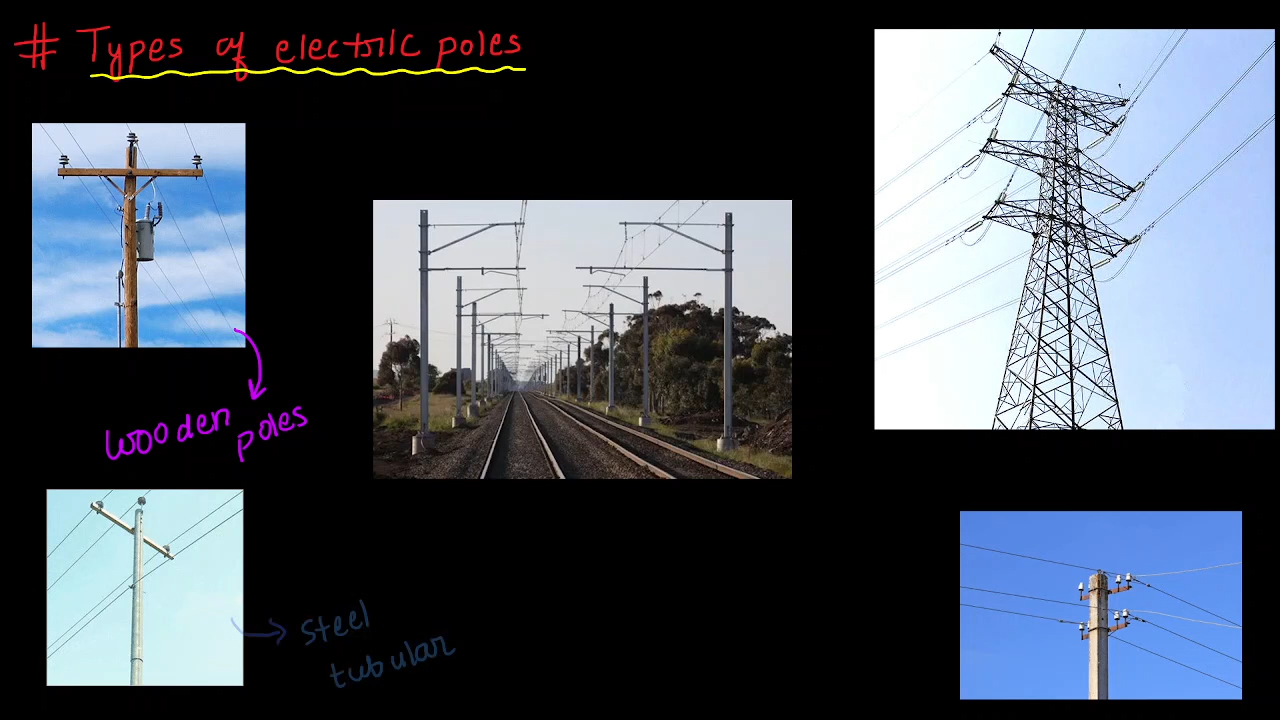 # Types of electric poles
wooden
poles
steel
tubular